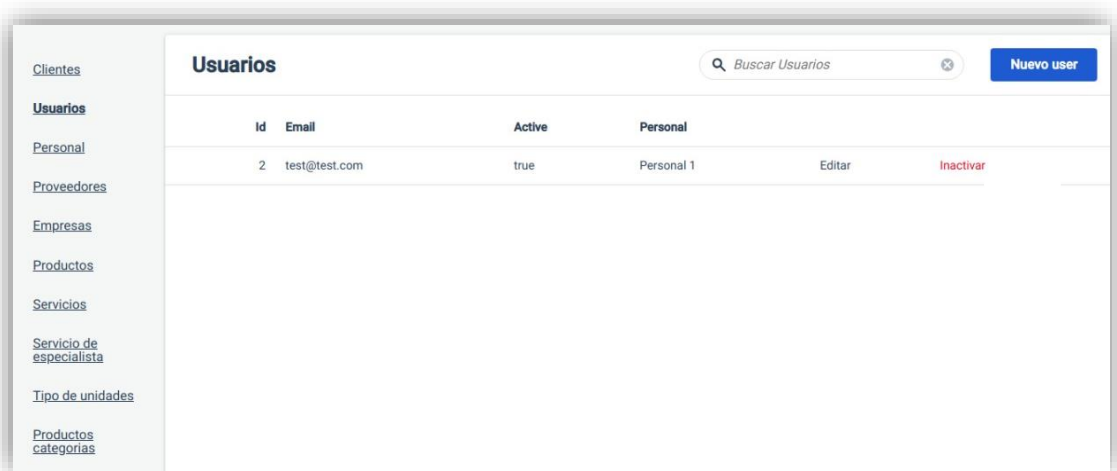 Clientes
Usuarios
Personal
Proveedores
Empresas
Productos
Servicios
Servicio de
especialista
Tipo de unidades
Productos
categorias
Usuarios
Buscar Usuarios
Nuevo user
Id Email Active Personal
2 test@test.com true Personal 1 Editar Inactivar